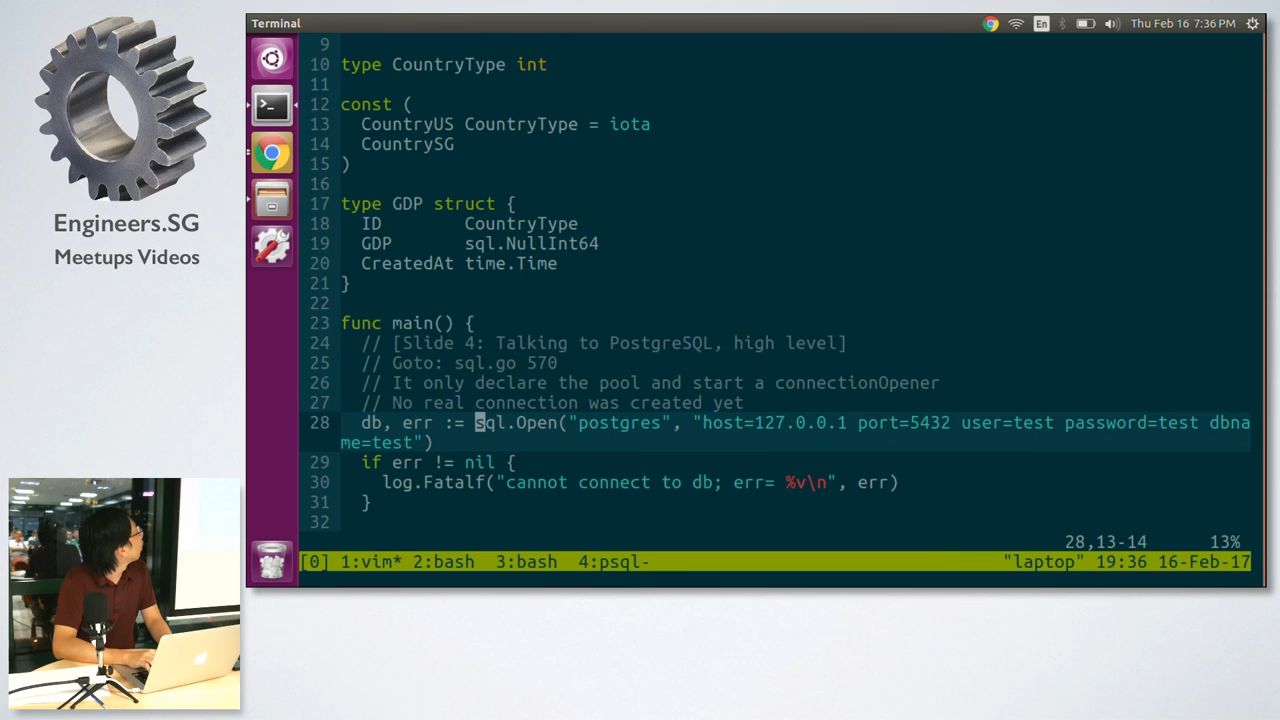 Terminal
En
Thu Feb 16 7:36 PM
9
10 type CountryType int
11
12 const (
13   CountryUS CountryType = iota
14   CountrySG
15 )
16
17 type GDP struct {
18   ID        CountryType
19   GDP       sql.NullInt64
20   CreatedAt time.Time
21 }
22
23 func main() {
24   // [Slide 4: Talking to PostgreSQL, high level]
25   // Goto: sql.go 570
26   // It only declare the pool and start a connectionOpener
27   // No real connection was created yet
28   db, err := sql.Open("postgres", "host=127.0.0.1 port=5432 user=test password=test dbna
me=test")
29   if err != nil {
30     log.Fatalf("cannot connect to db; err= %v\n", err)
31   }
32
28,13-14 13%
[0] 1:vim* 2:bash  3:bash  4:psql- "laptop" 19:36 16-Feb-17
Engineers.SG
Meetups Videos